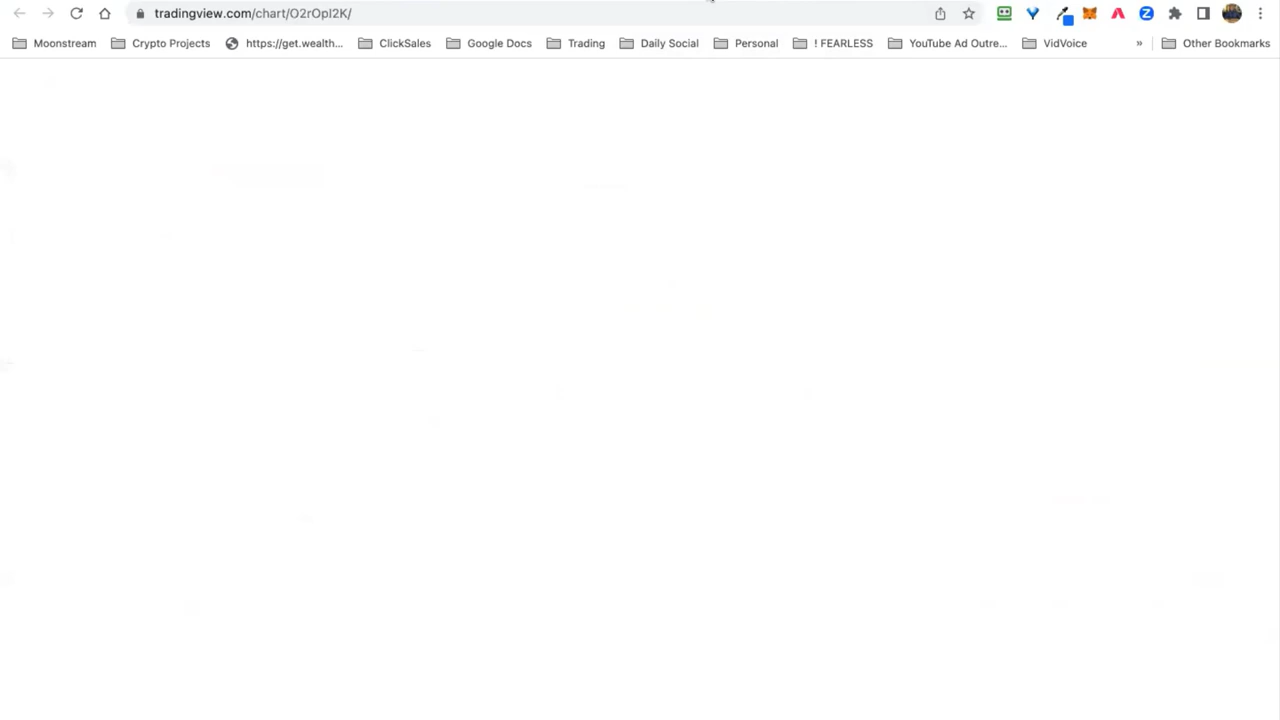 tradingview.com/chart/O2rOpI2K/
Moonstream Crypto Projects https://get.wealth... ClickSales Google Docs Trading Daily Social Personal ! FEARLESS YouTube Ad Outre... VidVoice » Other Bookmarks